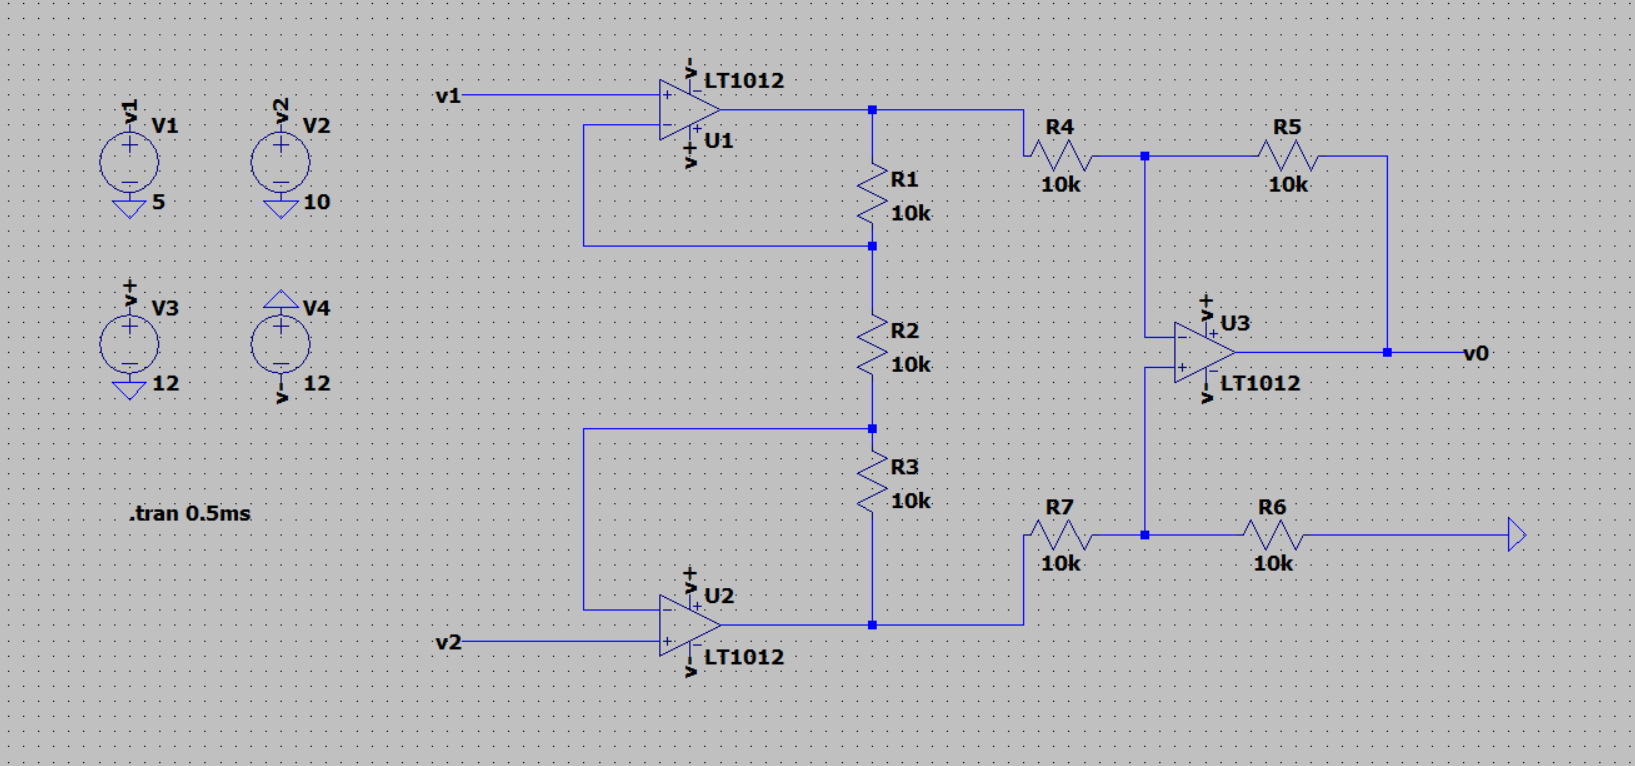 v1
V1
5
v2
V2
10
v+
V3
12
V4
12
v-
.tran 0.5ms
v1
v-
LT1012
U1
v+
R1
10k
R2
10k
R3
10k
v2
v+
U2
LT1012
v-
R4
10k
R5
10k
v+
U3
LT1012
v-
v0
R7
10k
R6
10k